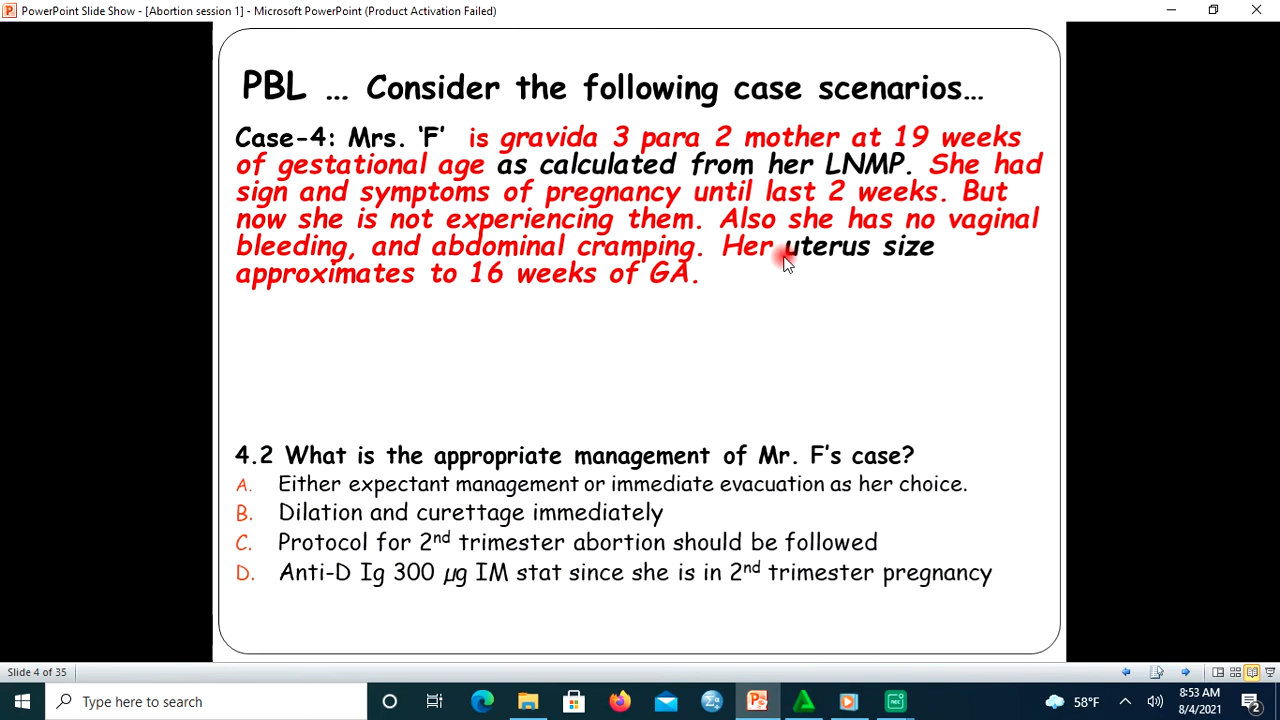 PowerPoint Slide Show - [Abortion session 1] - Microsoft PowerPoint (Product Activation Failed)
PBL ... Consider the following case scenarios...
Case-4: Mrs. ‘F’ is gravida 3 para 2 mother at 19 weeks
of gestational age as calculated from her LNMP. She had
sign and symptoms of pregnancy until last 2 weeks. But
now she is not experiencing them. Also she has no vaginal
bleeding, and abdominal cramping. Her uterus size
approximates to 16 weeks of GA.
4.2 What is the appropriate management of Mr. F’s case?
A. Either expectant management or immediate evacuation as her choice.
B. Dilation and curettage immediately
C. Protocol for 2nd trimester abortion should be followed
D. Anti-D Ig 300 µg IM stat since she is in 2nd trimester pregnancy
Slide 4 of 35
Type here to search
nec
58°F
8:53 AM
8/4/2021
2